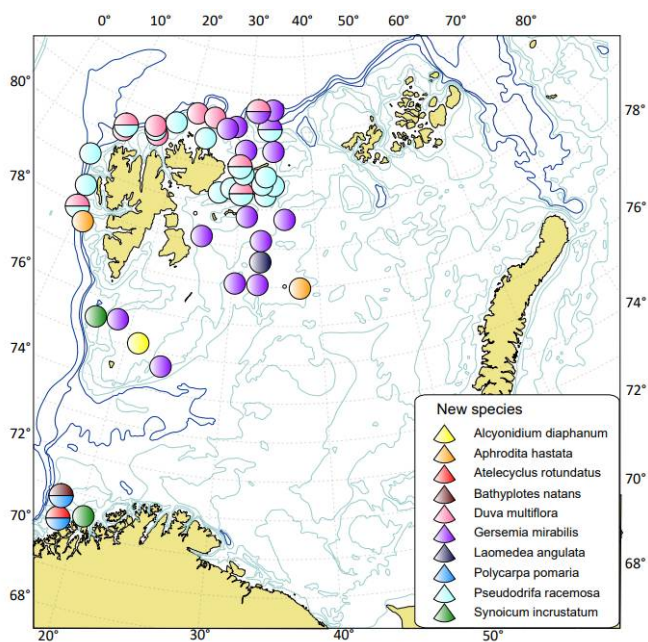 0° 10° 20° 30° 40° 50° 60° 70° 80°
80°
78°
78°
76°
76°
74°
74°
72°
72°
70°
70°
68°
68°
New species
Alcyonidium diaphanum
Aphrodita hastata
Atelecyclus rotundatus
Bathyplotes natans
Duva multiflora
Gersemia mirabilis
Laomedea angulata
Polycarpa pomaria
Pseudodrifa racemosa
Synoicum incrustatum
20° 30° 40° 50°